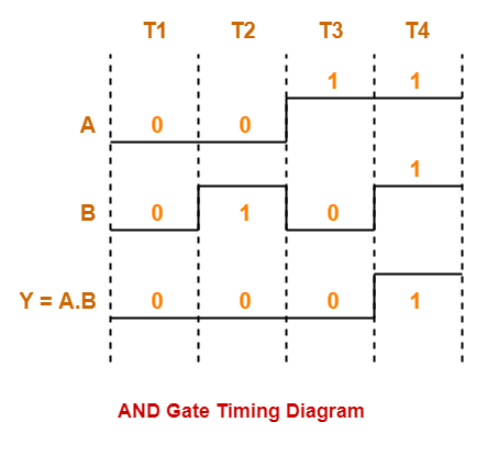 T1 T2 T3 T4
1 1
A 0 0
1
B 0 1 0
Y = A.B 0 0 0 1
AND Gate Timing Diagram